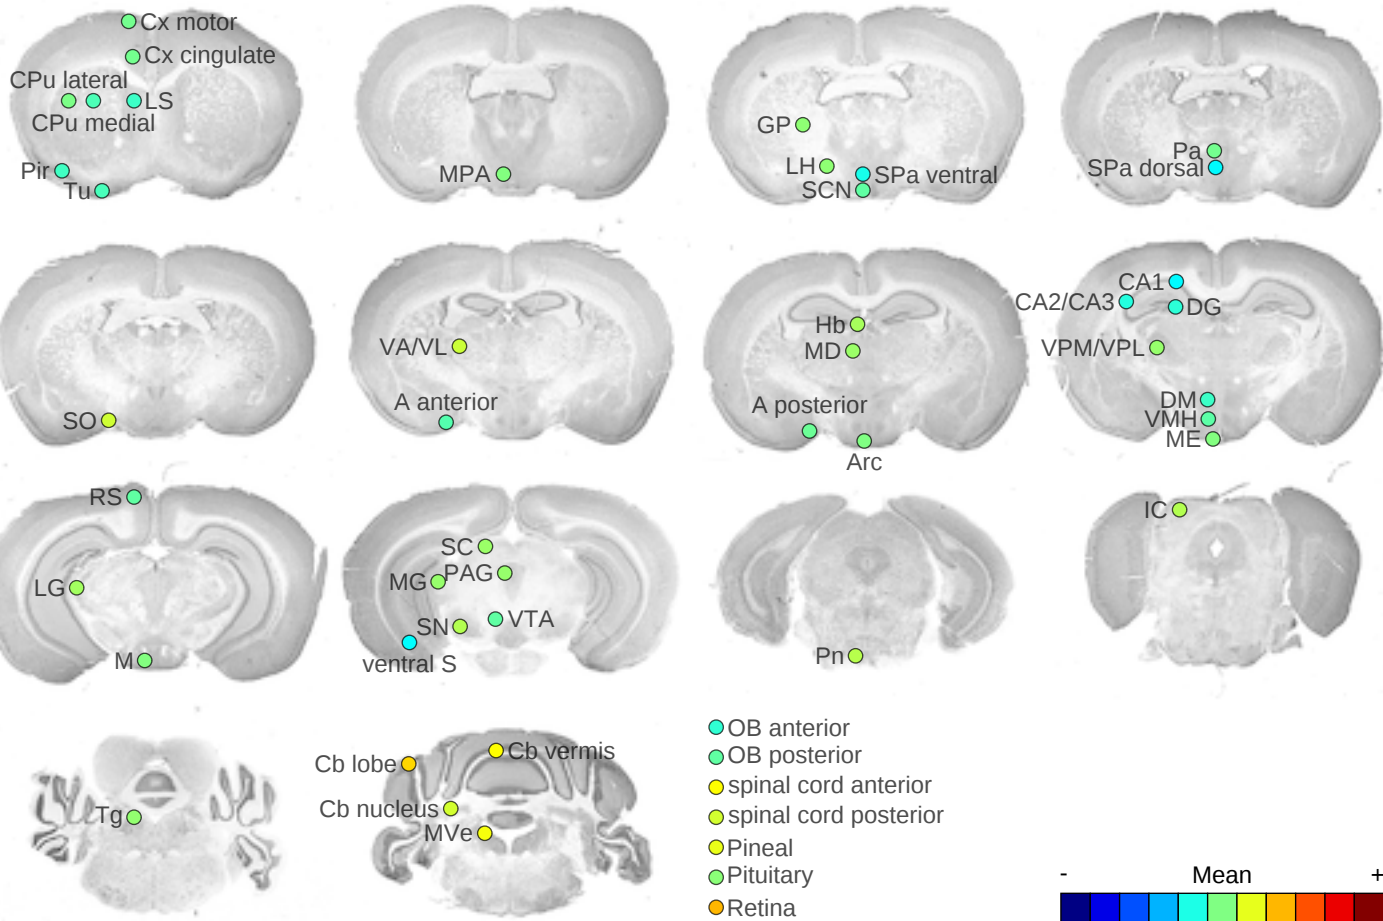 Cx motor
Cx cingulate
CPu lateral
LS
CPu medial
Pir
Tu
MPA
GP
LH
SPa ventral
SCN
Pa
SPa dorsal
SO
VA/VL
A anterior
Hb
MD
A posterior
Arc
CA1
CA2/CA3
DG
VPM/VPL
DM
VMH
ME
RS
LG
M
SC
MG
PAG
SN
VTA
ventral S
Pn
IC
Tg
Cb lobe
Cb vermis
Cb nucleus
MVe
OB anterior
OB posterior
spinal cord anterior
spinal cord posterior
Pineal
Pituitary
Retina
- Mean +